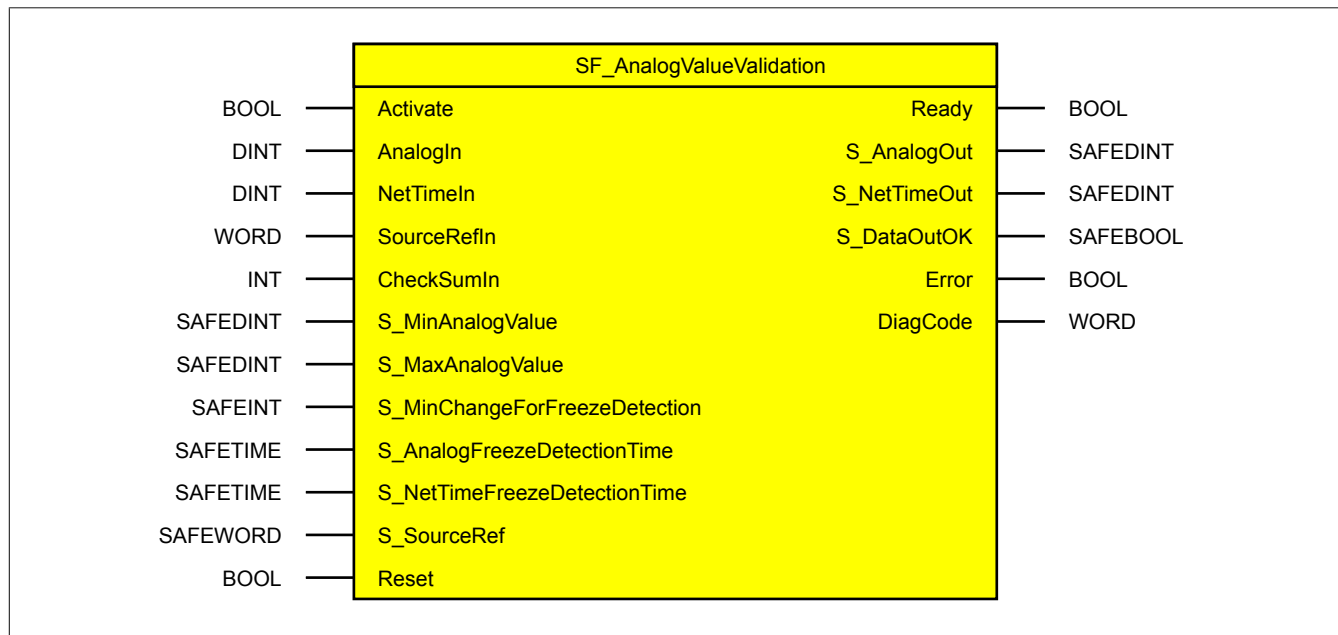 SF_AnalogValueValidation
BOOL Activate Ready BOOL
DINT AnalogIn S_AnalogOut SAFEDINT
DINT NetTimeIn S_NetTimeOut SAFEDINT
WORD SourceRefIn S_DataOutOK SAFEBOOL
INT CheckSumIn Error BOOL
SAFEDINT S_MinAnalogValue DiagCode WORD
SAFEDINT S_MaxAnalogValue
SAFEINT S_MinChangeForFreezeDetection
SAFETIME S_AnalogFreezeDetectionTime
SAFETIME S_NetTimeFreezeDetectionTime
SAFEWORD S_SourceRef
BOOL Reset